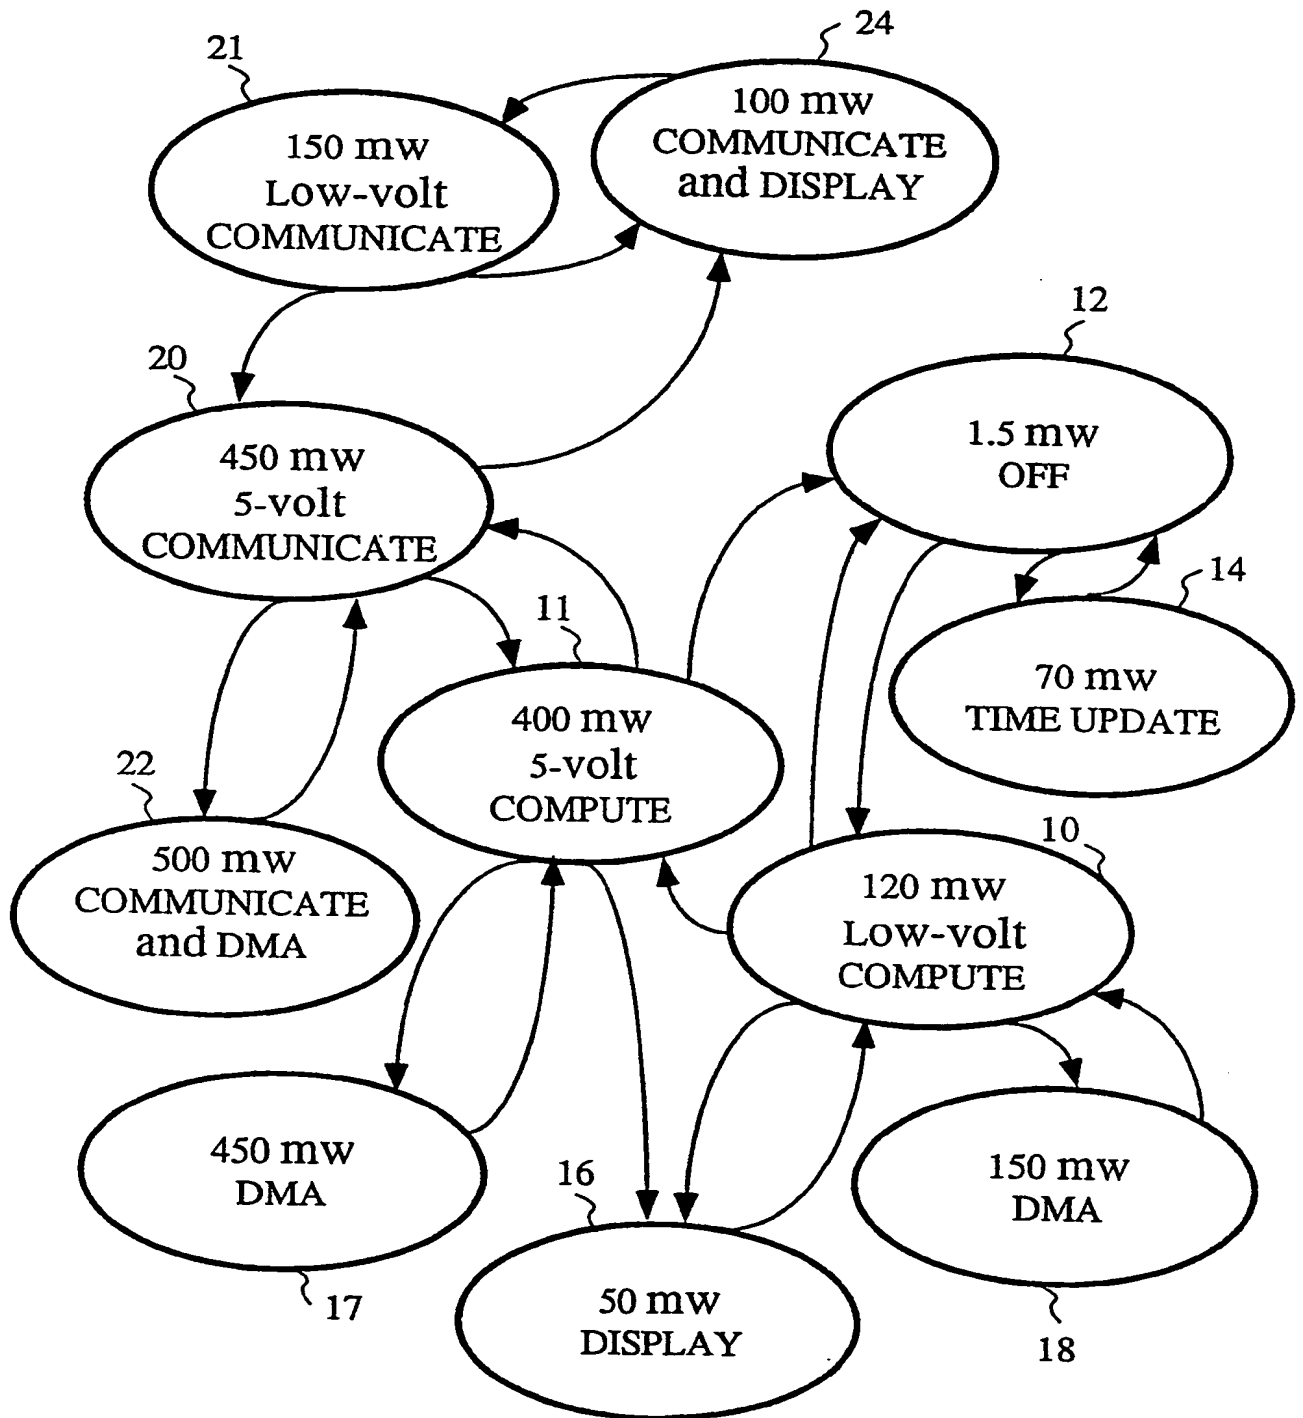 21
150 mw
Low-volt
COMMUNICATE
24
100 mw
COMMUNICATE
and DISPLAY
12
1.5 mw
OFF
20
450 mw
5-volt
COMMUNICATE
14
70 mw
TIME UPDATE
11
400 mw
5-volt
COMPUTE
22
500 mw
COMMUNICATE
and DMA
10
120 mw
Low-volt
COMPUTE
450 mw
DMA
17
16
50 mw
DISPLAY
150 mw
DMA
18